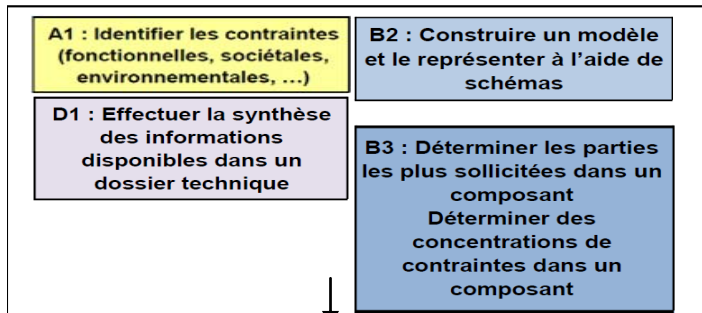 A1 : Identifier les contraintes
(fonctionnelles, sociétales,
environnementales, ...)
D1 : Effectuer la synthèse
des informations
disponibles dans un
dossier technique
B2 : Construire un modèle
et le représenter à l'aide de
schémas
B3 : Déterminer les parties
les plus sollicitées dans un
composant
Déterminer des
concentrations de
contraintes dans un
composant